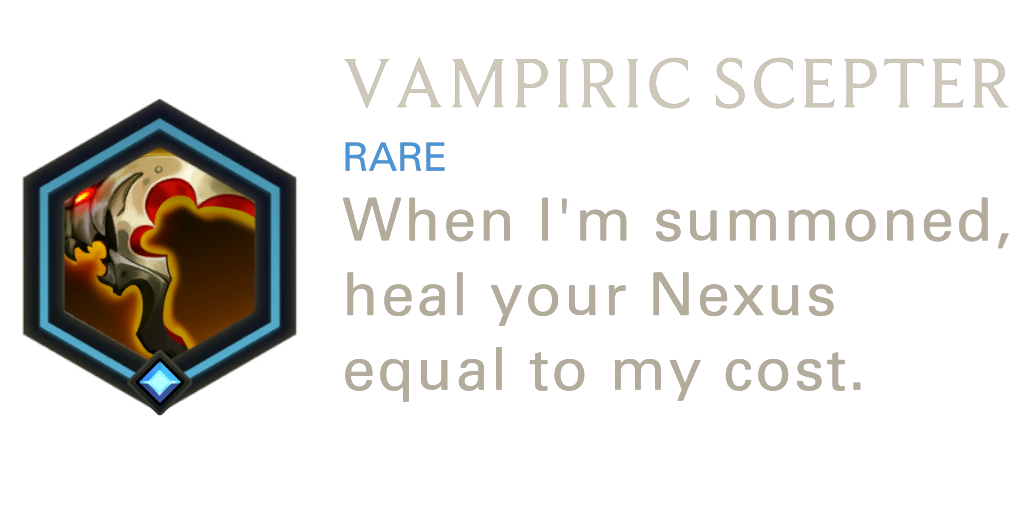 VAMPIRIC SCEPTER
RARE
When I'm summoned,
heal your Nexus
equal to my cost.